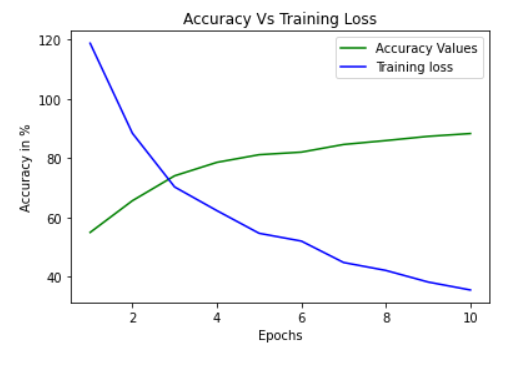 Accuracy Vs Training Loss
120
100
80
60
40
Accuracy in %
Accuracy Values
Training loss
2 4 6 8 10
Epochs